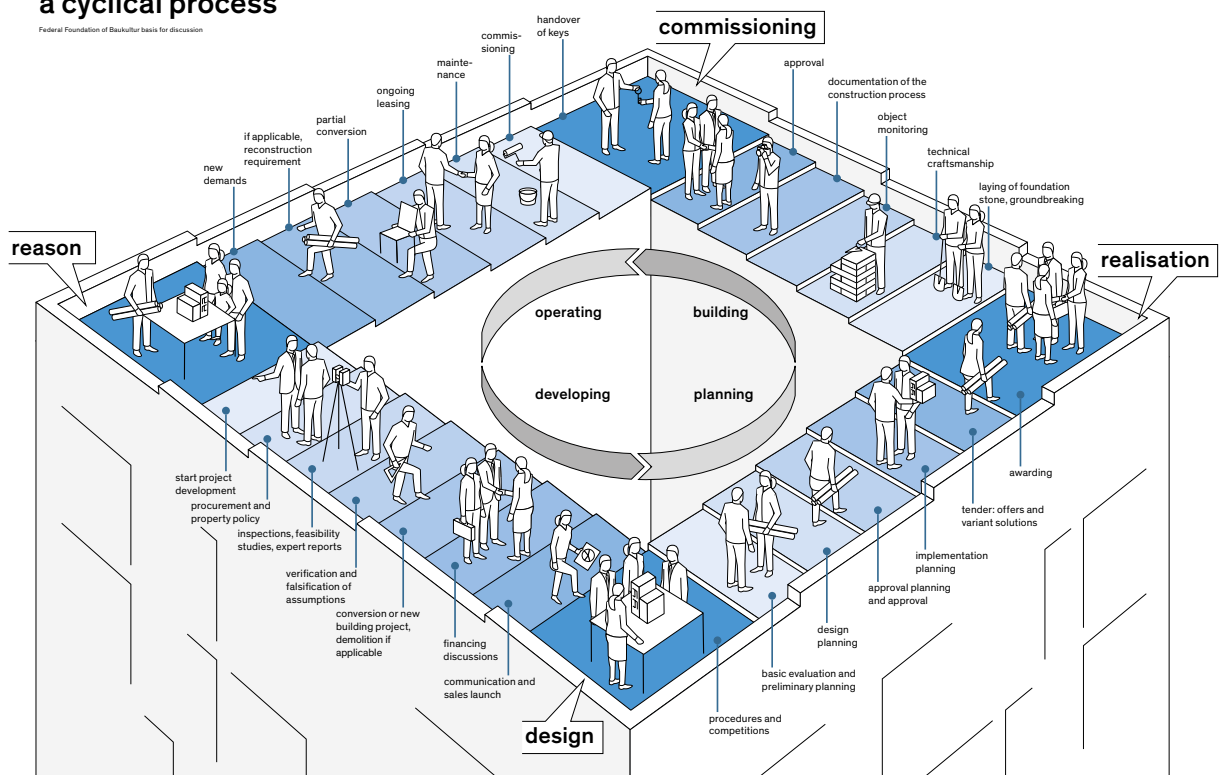 a cyclical process
Federal Foundation of Baukultur basis for discussion
commissioning
handover
of keys
commis-
sioning
mainte-
nance
ongoing
leasing
partial
conversion
if applicable,
reconstruction
requirement
new
demands
reason
approval
documentation of the
construction process
object
monitoring
technical
craftsmanship
laying of foundation
stone, groundbreaking
realisation
operating
building
developing
planning
start project
development
procurement and
property policy
inspections, feasibility
studies, expert reports
verification and
falsification of
assumptions
conversion or new
building project,
demolition if
applicable
financing
discussions
communication and
sales launch
design
procedures and
competitions
basic evaluation and
preliminary planning
design
planning
approval planning
and approval
implementation
planning
tender: offers and
variant solutions
awarding